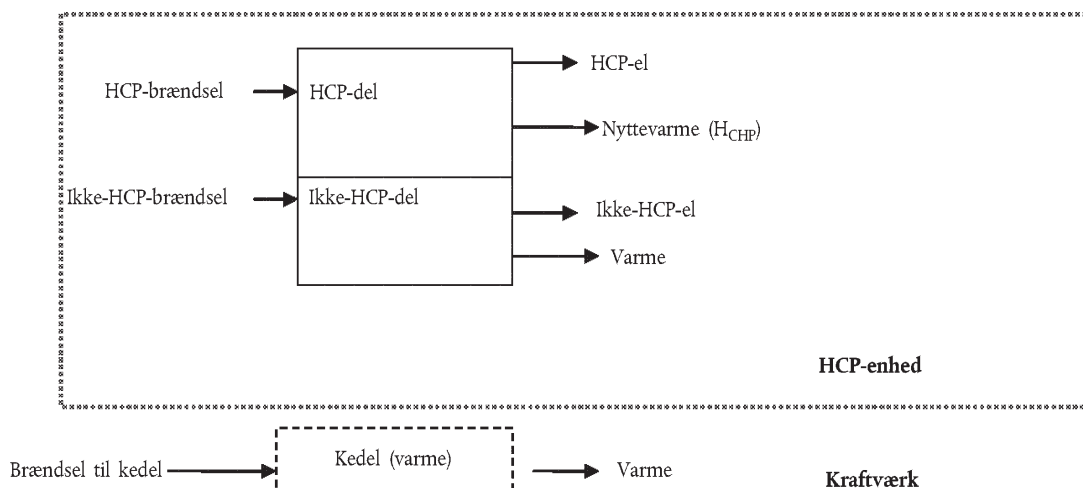 HCP-el
HCP-brændsel
HCP-del
Nyttevarme (HCHP)
Ikke-HCP-brændsel
Ikke-HCP-del
Ikke-HCP-el
Varme
HCP-enhed
Kedel (varme)
Brændsel til kedel
Varme
Kraftværk